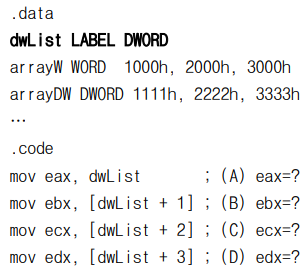 .data
dwList LABEL DWORD
arrayW WORD 1000h, 2000h, 3000h
arrayDW DWORD 1111h, 2222h, 3333h
…
.code
mov eax, dwList ; (A) eax=?
mov ebx, [dwList + 1] ; (B) ebx=?
mov ecx, [dwList + 2] ; (C) ecx=?
mov edx, [dwList + 3] ; (D) edx=?